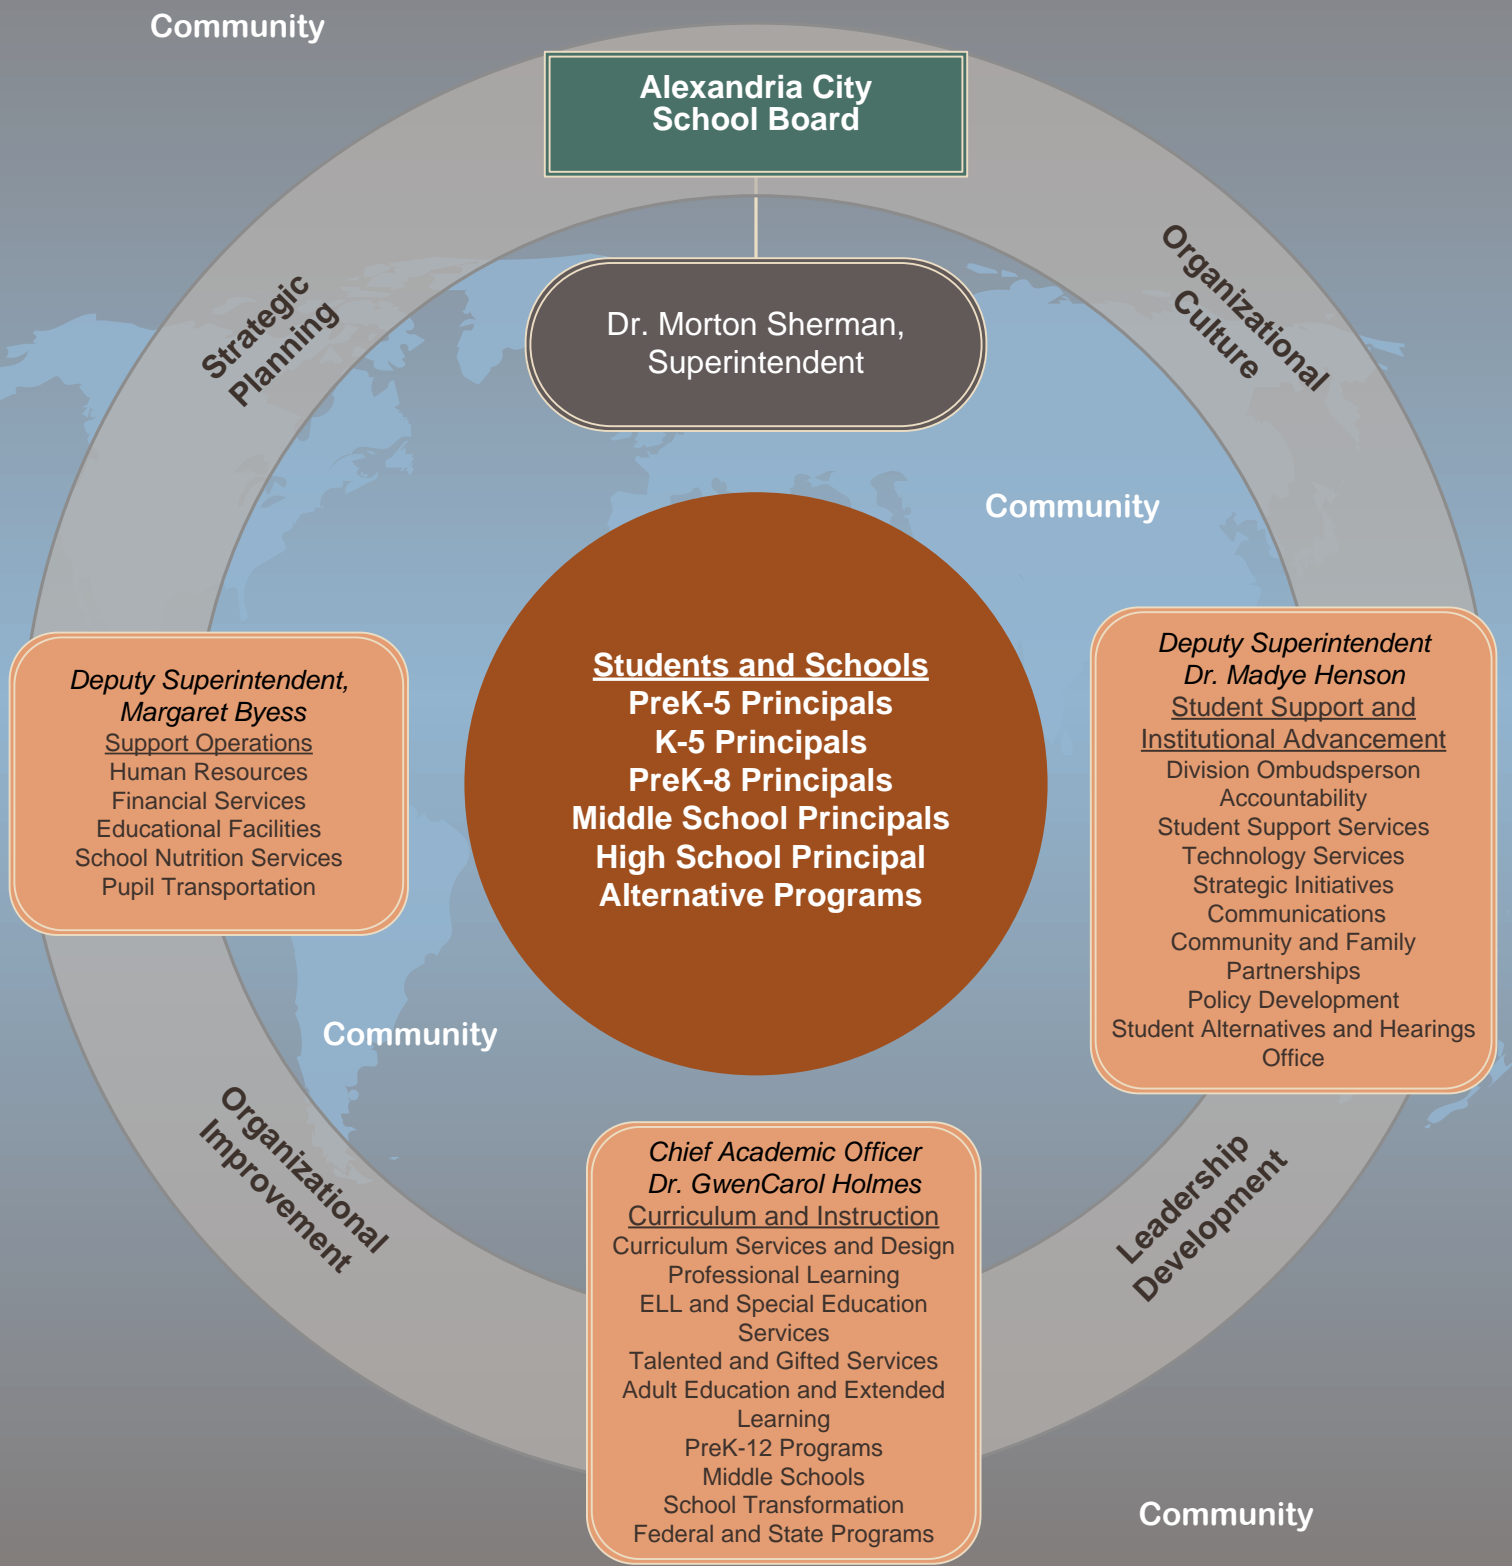 Community
Alexandria City
School Board
Strategic
Planning
Organizational
Culture
Dr. Morton Sherman,
Superintendent
Community
Deputy Superintendent,
Margaret Byess
Support Operations
Human Resources
Financial Services
Educational Facilities
School Nutrition Services
Pupil Transportation
Students and Schools
PreK-5 Principals
K-5 Principals
PreK-8 Principals
Middle School Principals
High School Principal
Alternative Programs
Deputy Superintendent
Dr. Madye Henson
Student Support and
Institutional Advancement
Division Ombudsperson
Accountability
Student Support Services
Technology Services
Strategic Initiatives
Communications
Community and Family
Partnerships
Policy Development
Student Alternatives and Hearings
Office
Community
Organizational
Improvement
Chief Academic Officer
Dr. GwenCarol Holmes
Curriculum and Instruction
Curriculum Services and Design
Professional Learning
ELL and Special Education
Services
Talented and Gifted Services
Adult Education and Extended
Learning
PreK-12 Programs
Middle Schools
School Transformation
Federal and State Programs
Leadership
Development
Community